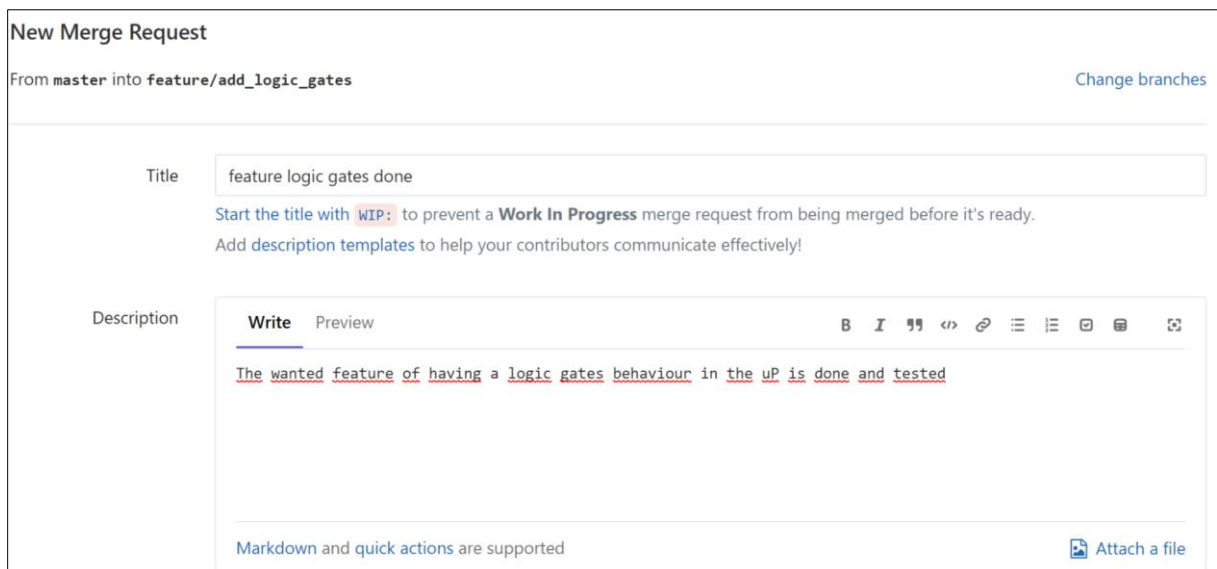 New Merge Request
From master into feature/add_logic_gates
Change branches
Title
feature logic gates done
Start the title with WIP: to prevent a Work In Progress merge request from being merged before it's ready.
Add description templates to help your contributors communicate effectively!
Description
Write Preview
The wanted feature of having a logic gates behaviour in the uP is done and tested
Markdown and quick actions are supported
Attach a file